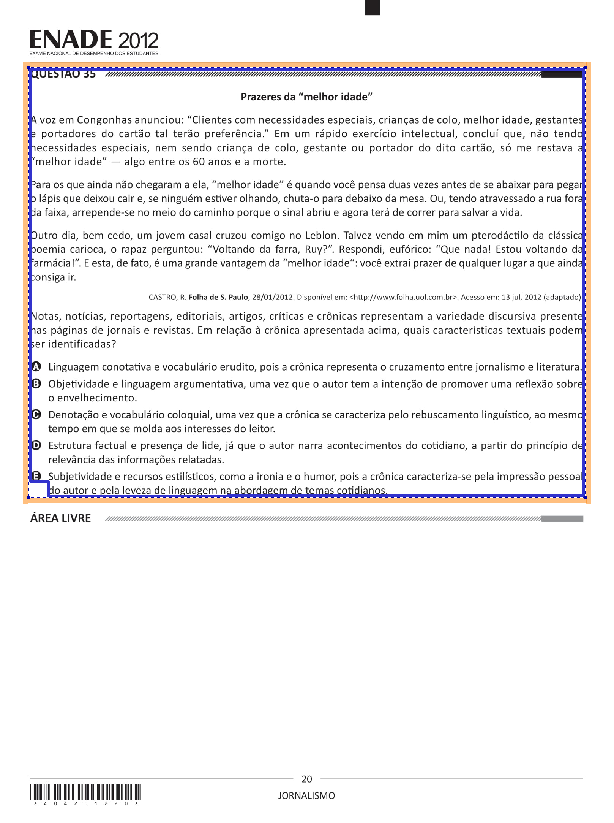 ENADE 2012
EXAME NACIONAL DE DESEMPENHO DOS ESTUDANTES
QUESTÃO 35
Prazeres da “melhor idade”
A voz em Congonhas anunciou: “Clientes com necessidades especiais, crianças de colo, melhor idade, gestantes
e portadores do cartão tal terão preferência.” Em um rápido exercício intelectual, concluí que, não tendo
necessidades especiais, nem sendo criança de colo, gestante ou portador do dito cartão, só me restava a
“melhor idade” — algo entre os 60 anos e a morte.
Para os que ainda não chegaram a ela, “melhor idade” é quando você pensa duas vezes antes de se abaixar para pegar
o lápis que deixou cair e, se ninguém estiver olhando, chuta-o para debaixo da mesa. Ou, tendo atravessado a rua fora
da faixa, arrepende-se no meio do caminho porque o sinal abriu e agora terá de correr para salvar a vida.
Outro dia, bem cedo, um jovem casal cruzou comigo no Leblon. Talvez vendo em mim um pterodáctilo da clássica
boemia carioca, o rapaz perguntou: “Voltando da farra, Ruy?”. Respondi, eufórico: “Que nada! Estou voltando da
farmácia!”. E esta, de fato, é uma grande vantagem da “melhor idade”: você extrai prazer de qualquer lugar a que ainda
consiga ir.
CASTRO, R. Folha de S. Paulo, 28/01/2012. Disponível em: <http://www.folha.uol.com.br>. Acesso em: 13 jul. 2012 (adaptado).
Notas, notícias, reportagens, editoriais, artigos, críticas e crônicas representam a variedade discursiva presente
nas páginas de jornais e revistas. Em relação à crônica apresentada acima, quais características textuais podem
ser identificadas?
A Linguagem conotativa e vocabulário erudito, pois a crônica representa o cruzamento entre jornalismo e literatura.
B Objetividade e linguagem argumentativa, uma vez que o autor tem a intenção de promover uma reflexão sobre
o envelhecimento.
C Denotação e vocabulário coloquial, uma vez que a crônica se caracteriza pelo rebuscamento linguístico, ao mesmo
tempo em que se molda aos interesses do leitor.
D Estrutura factual e presença de lide, já que o autor narra acontecimentos do cotidiano, a partir do princípio de
relevância das informações relatadas.
E Subjetividade e recursos estilísticos, como a ironia e o humor, pois a crônica caracteriza-se pela impressão pessoal
do autor e pela leveza de linguagem na abordagem de temas cotidianos.
ÁREA LIVRE
20
JORNALISMO